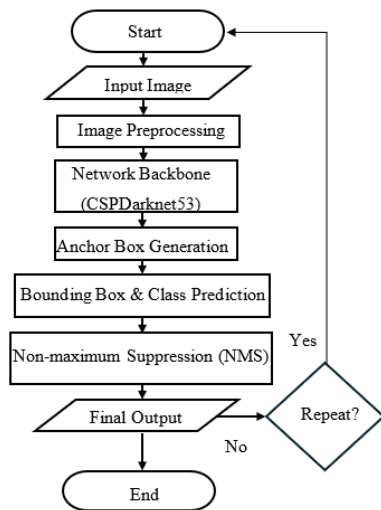 Start
Input Image
Image Preprocessing
Network Backbone
(CSPDarknet53)
Anchor Box Generation
Bounding Box & Class Prediction
Non-maximum Suppression (NMS)
Yes
Final Output
Repeat?
No
End